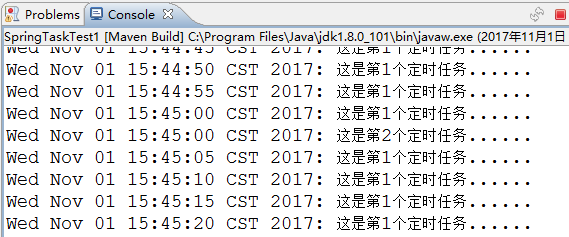 Problems Console
SpringTaskTest1 [Maven Build] C:\Program Files\Java\jdk1.8.0_101\bin\javaw.exe (2017年11月1日
Wed Nov 01 15:44:45 CST 2017: 这是第1个定时任务......
Wed Nov 01 15:44:50 CST 2017: 这是第1个定时任务......
Wed Nov 01 15:44:55 CST 2017: 这是第1个定时任务......
Wed Nov 01 15:45:00 CST 2017: 这是第1个定时任务......
Wed Nov 01 15:45:00 CST 2017: 这是第2个定时任务......
Wed Nov 01 15:45:05 CST 2017: 这是第1个定时任务......
Wed Nov 01 15:45:10 CST 2017: 这是第1个定时任务......
Wed Nov 01 15:45:15 CST 2017: 这是第1个定时任务......
Wed Nov 01 15:45:20 CST 2017: 这是第1个定时任务......